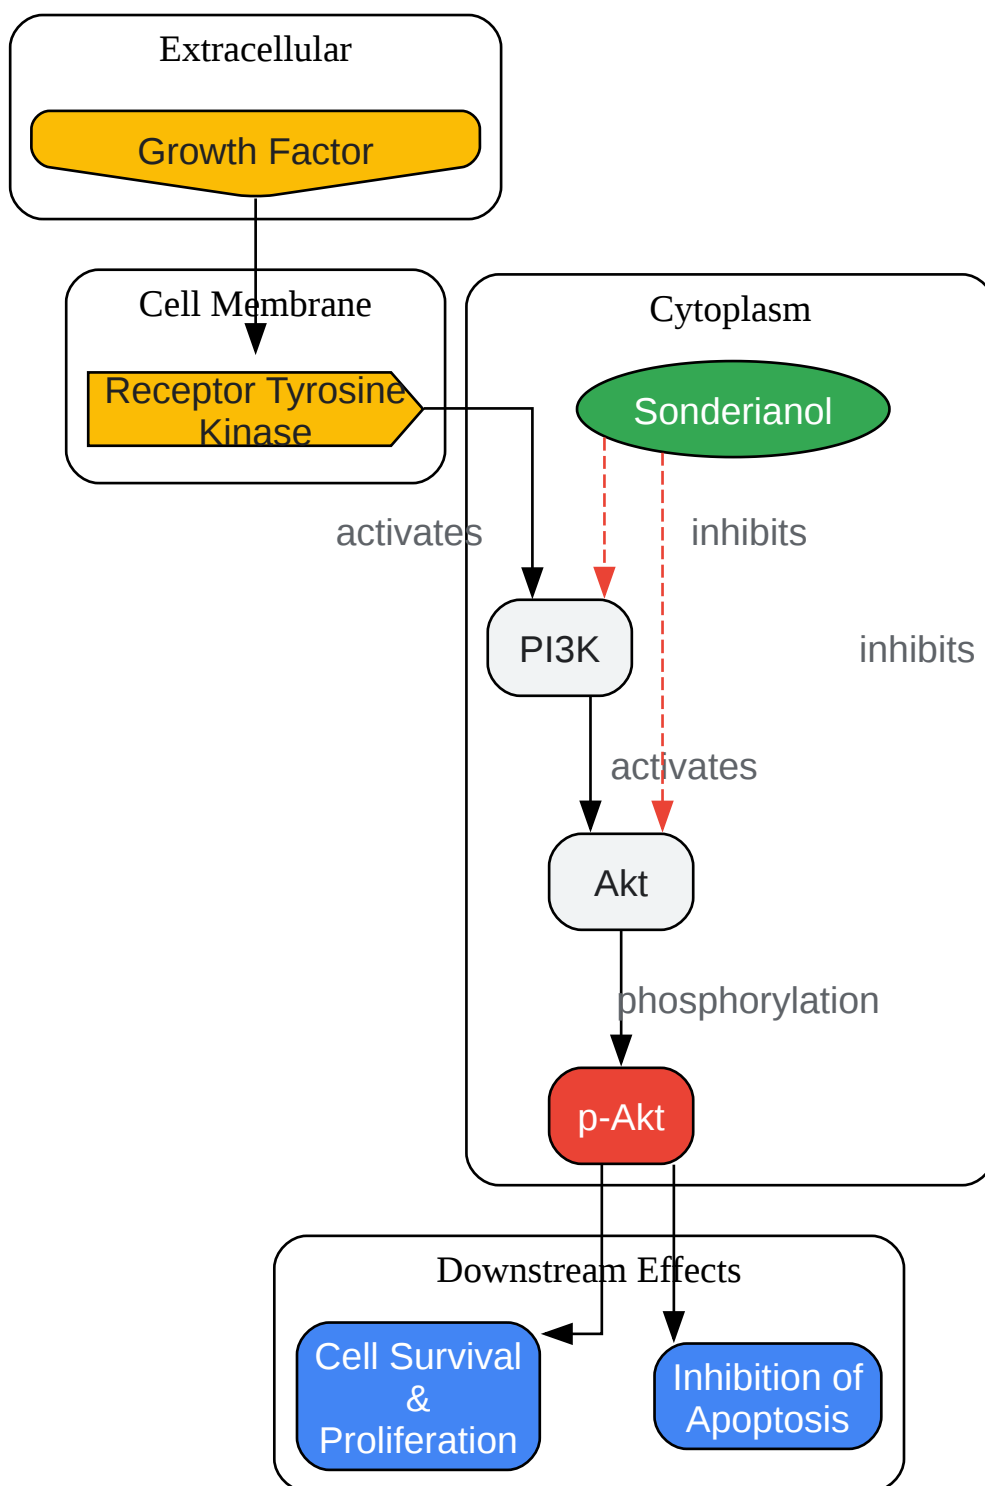 Extracellular
Growth Factor
Cell Membrane
Receptor Tyrosine
Kinase
Cytoplasm
Sonderianol
activates
inhibits
PI3K
inhibits
activates
Akt
phosphorylation
p-Akt
Downstream Effects
Cell Survival
&
Proliferation
Inhibition of
Apoptosis